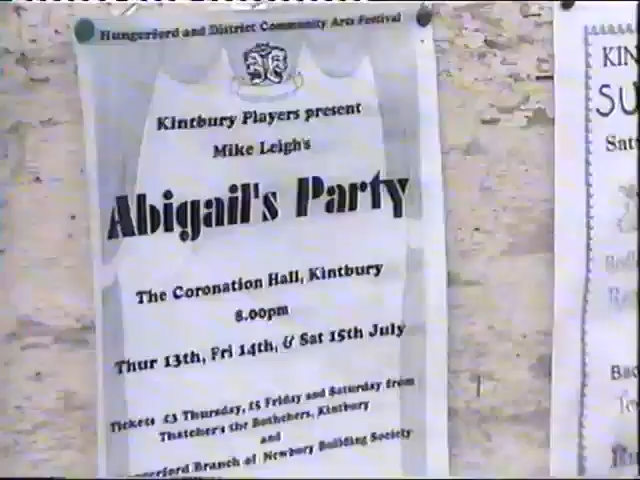 Hungerford and District Community Arts Festival
Kintbury Players present
Mike Leigh's
Abigail's Party
The Coronation Hall, Kintbury
8.00pm
Thur 13th, Fri 14th, & Sat 15th July
Tickets £3 Thursday, £5 Friday and Saturday from
Thatcher's the Butchers, Kintbury
and
Hungerford Branch of Newbury Building Society
KIN
SU
Sat